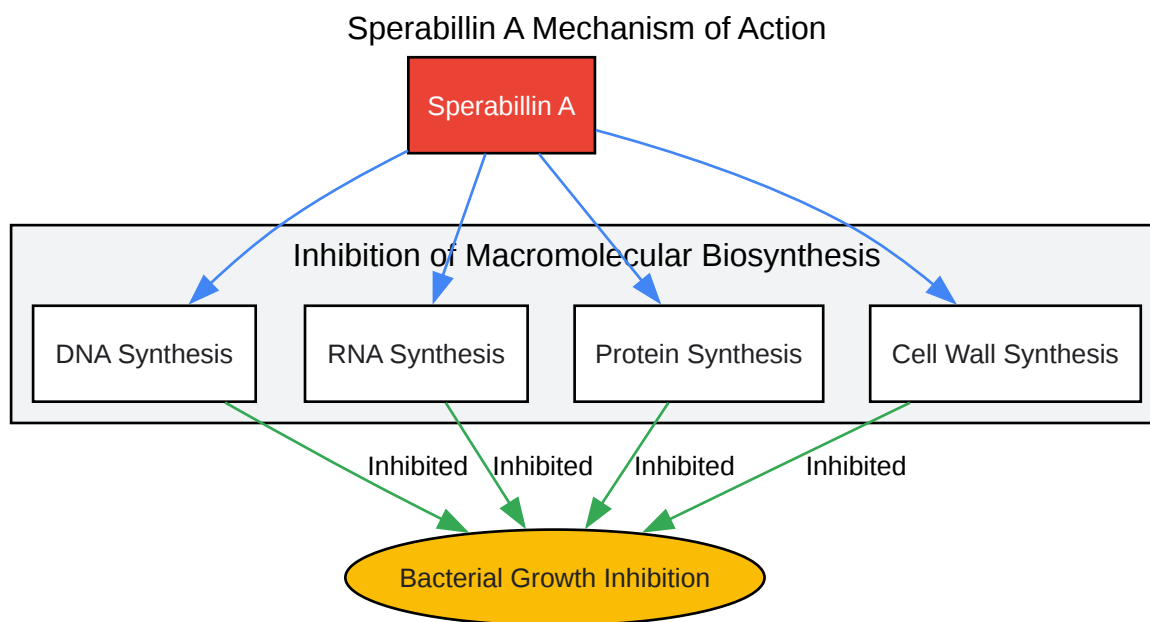 Sperabillin A Mechanism of Action
Sperabillin A
Inhibition of Macromolecular Biosynthesis
DNA Synthesis
RNA Synthesis
Protein Synthesis
Cell Wall Synthesis
Inhibited
Inhibited
Inhibited
Inhibited
Bacterial Growth Inhibition